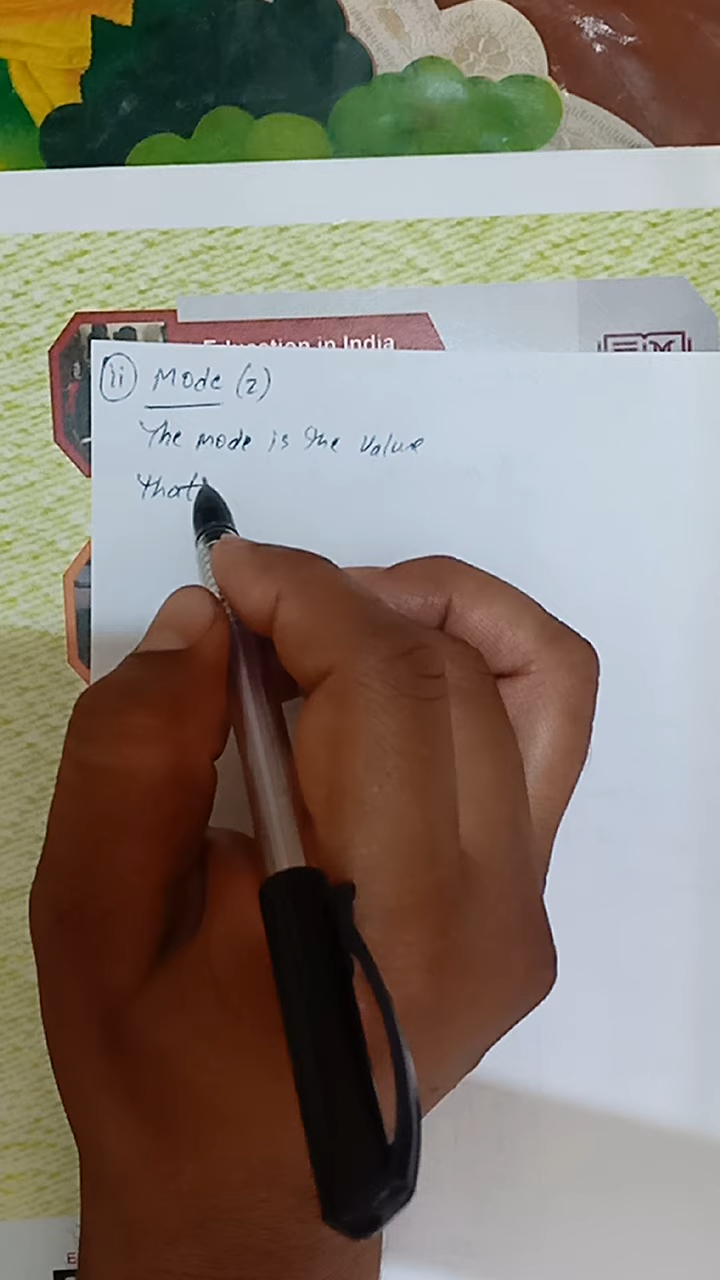 Education in India
(ii) Mode (z)
The mode is the value
that